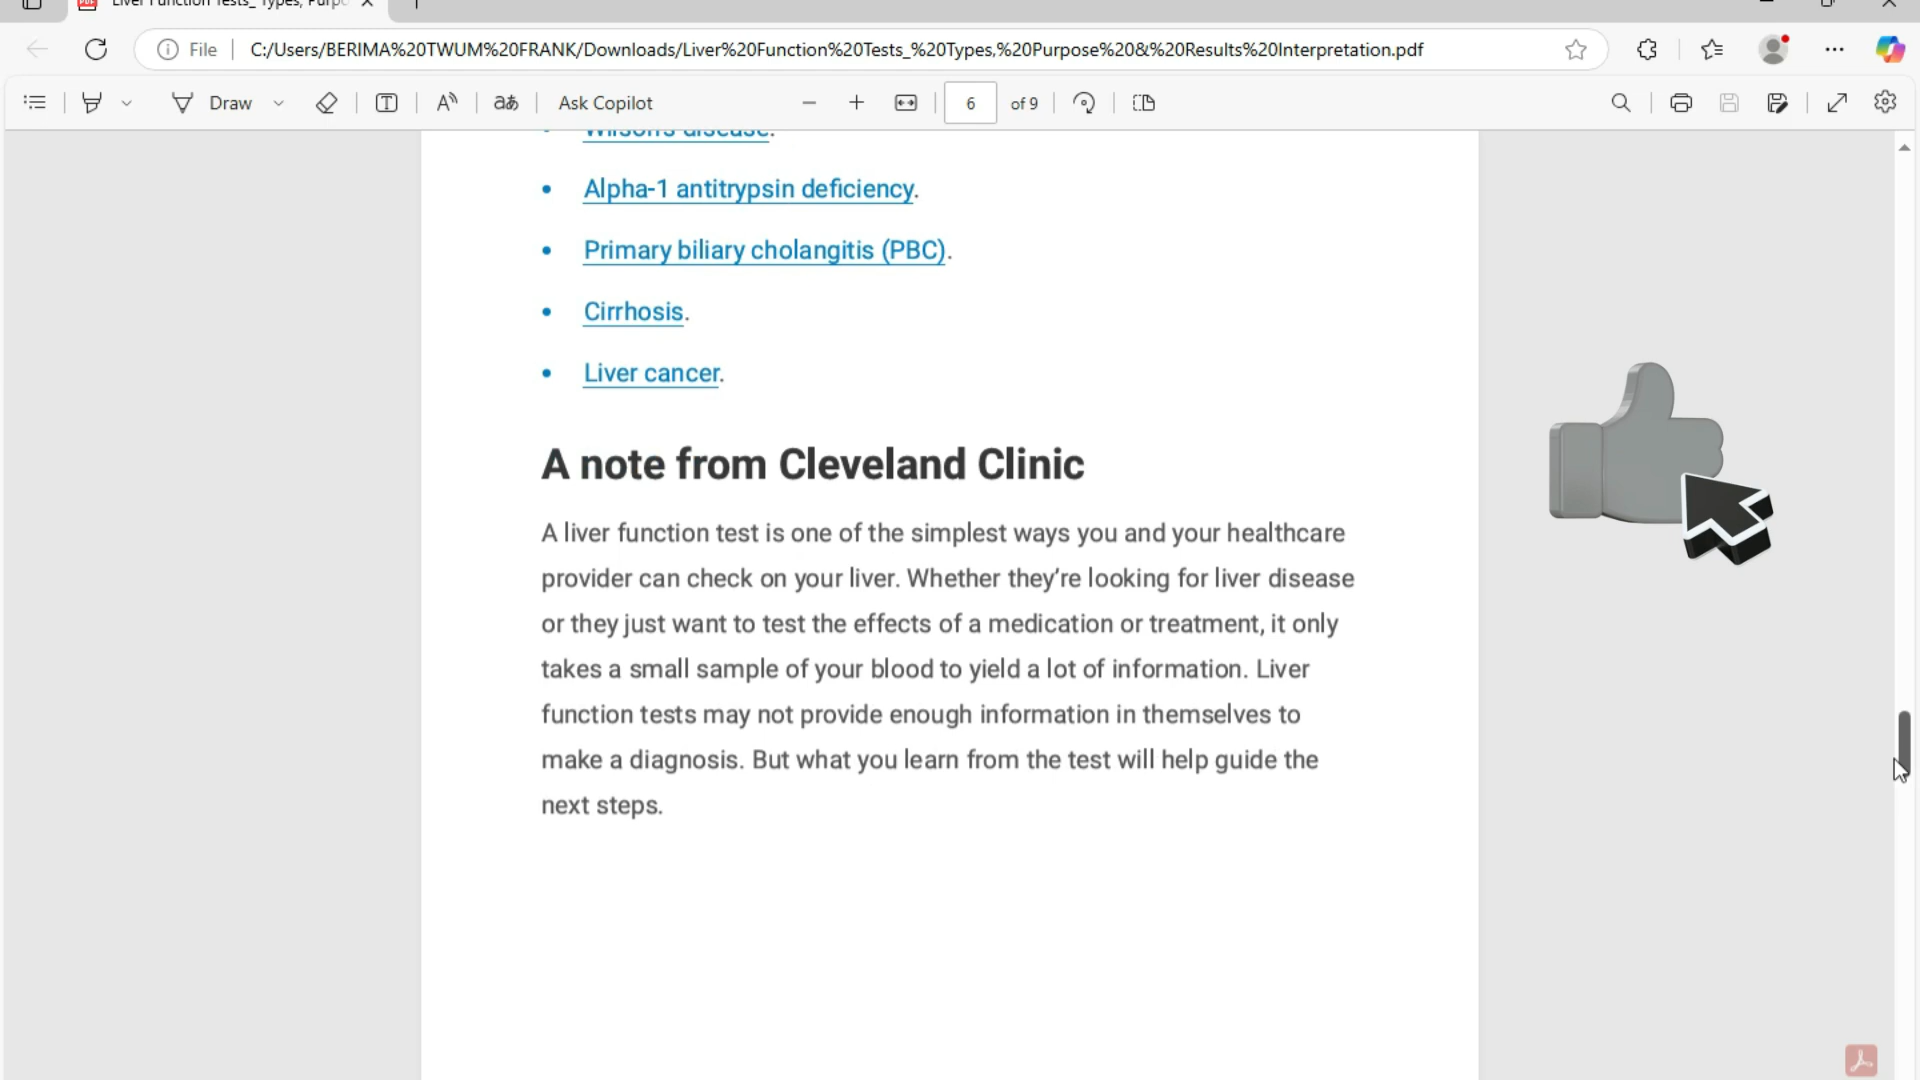 Liver Function Tests_ Types, Purpo
File
C:/Users/BERIMA%20TWUM%20FRANK/Downloads/Liver%20Function%20Tests_%20Types,%20Purpose%20&%20Results%20Interpretation.pdf
Draw
aあ
Ask Copilot
6
of 9
Wilson's disease.
Alpha-1 antitrypsin deficiency.
Primary biliary cholangitis (PBC).
Cirrhosis.
Liver cancer.
A note from Cleveland Clinic
A liver function test is one of the simplest ways you and your healthcare
provider can check on your liver. Whether they're looking for liver disease
or they just want to test the effects of a medication or treatment, it only
takes a small sample of your blood to yield a lot of information. Liver
function tests may not provide enough information in themselves to
make a diagnosis. But what you learn from the test will help guide the
next steps.